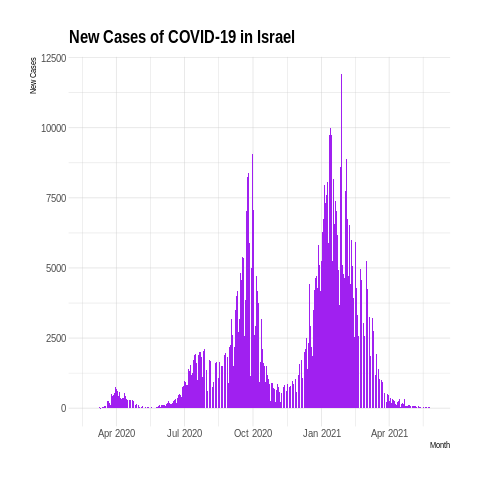 New Cases of COVID-19 in Israel
New Cases
12500
10000
7500
5000
2500
0
Apr 2020 Jul 2020 Oct 2020 Jan 2021 Apr 2021
Month